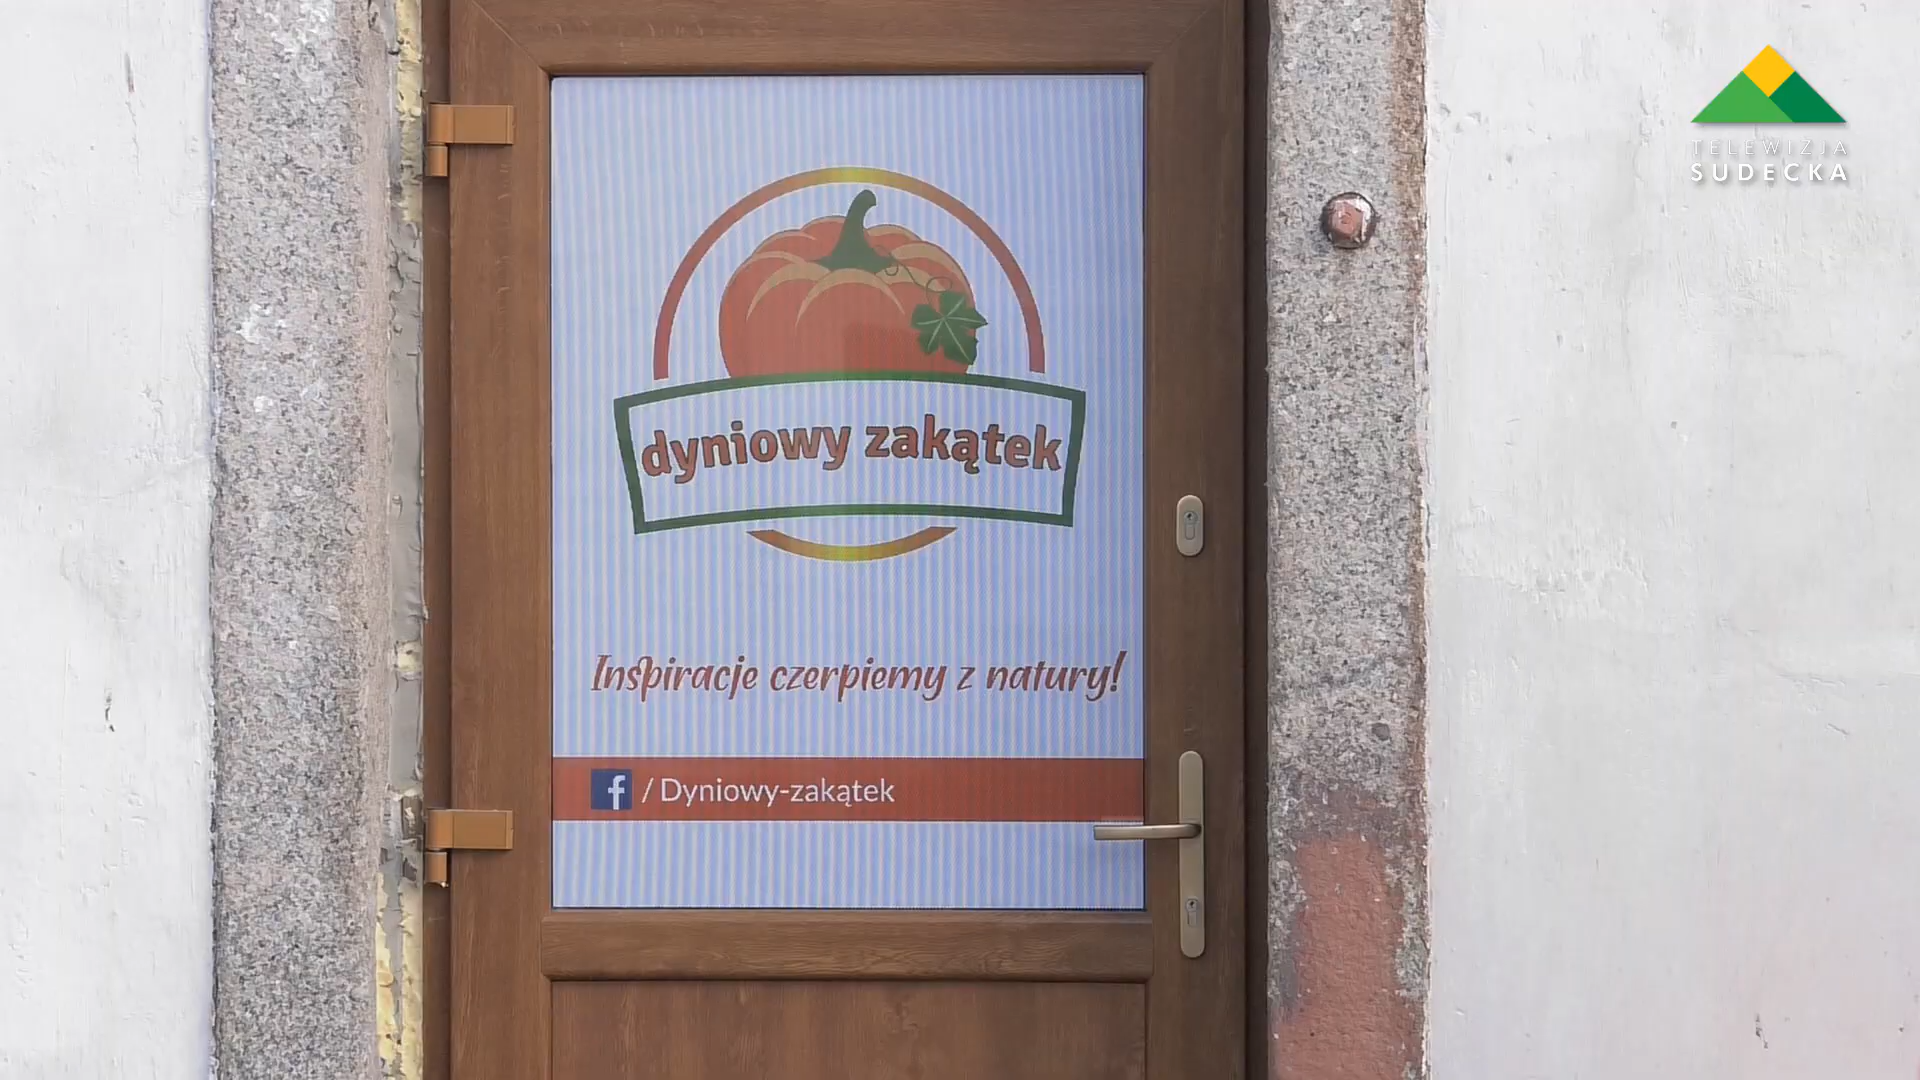 TELEWIZJA
SUDECKA
dyniowy zakątek
Inspiracje czerpiemy z natury!
f / Dyniowy-zakątek